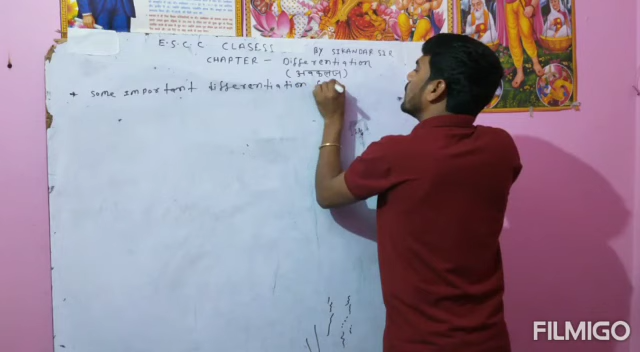 E.S.C.C CLASESS BY SIKANDAR SIR
CHAPTER - Differentiation
(अवकलन)
* some important differentiation
FILMIGO